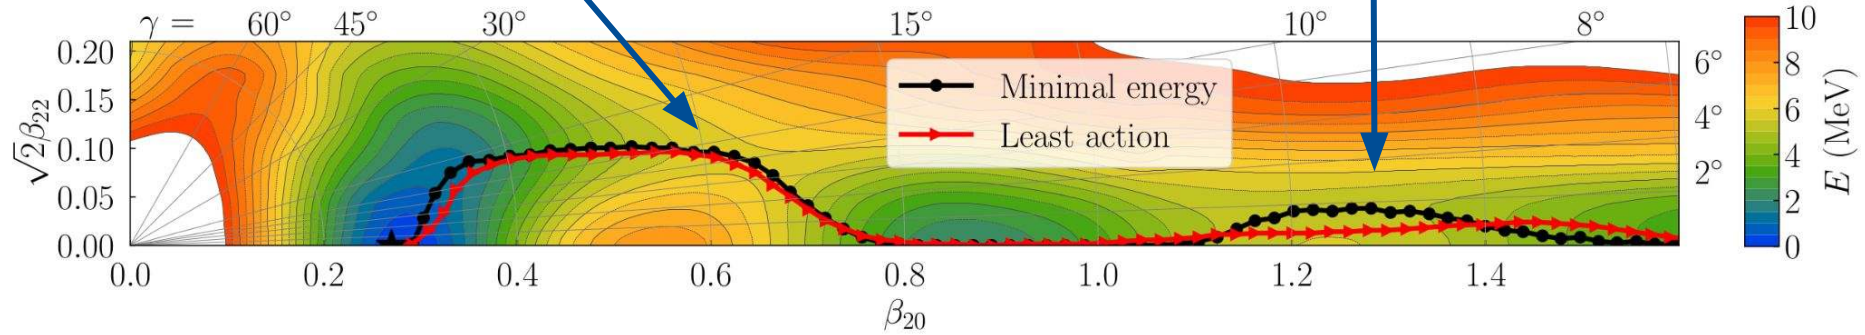 γ = 60° 45° 30° 15° 10° 8°
6°
4°
2°
√2β₂₂
0.20
0.15
0.10
0.05
0.00
Minimal energy
Least action
0.0 0.2 0.4 0.6 0.8 1.0 1.2 1.4
β₂₀
10
8
6
4
2
0
E (MeV)